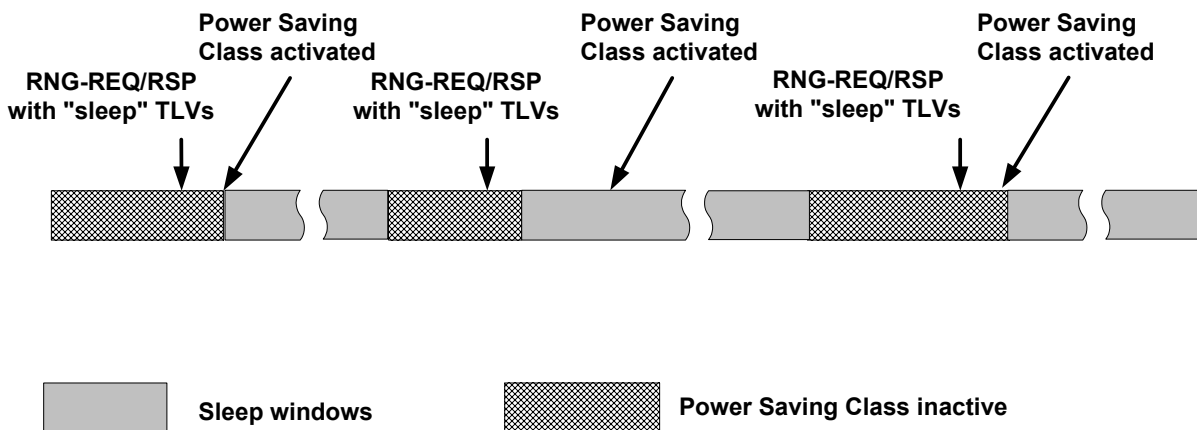 Power Saving
Class activated
Power Saving
Class activated
Power Saving
Class activated
RNG-REQ/RSP
with "sleep" TLVs
RNG-REQ/RSP
with "sleep" TLVs
RNG-REQ/RSP
with "sleep" TLVs
Sleep windows
Power Saving Class inactive